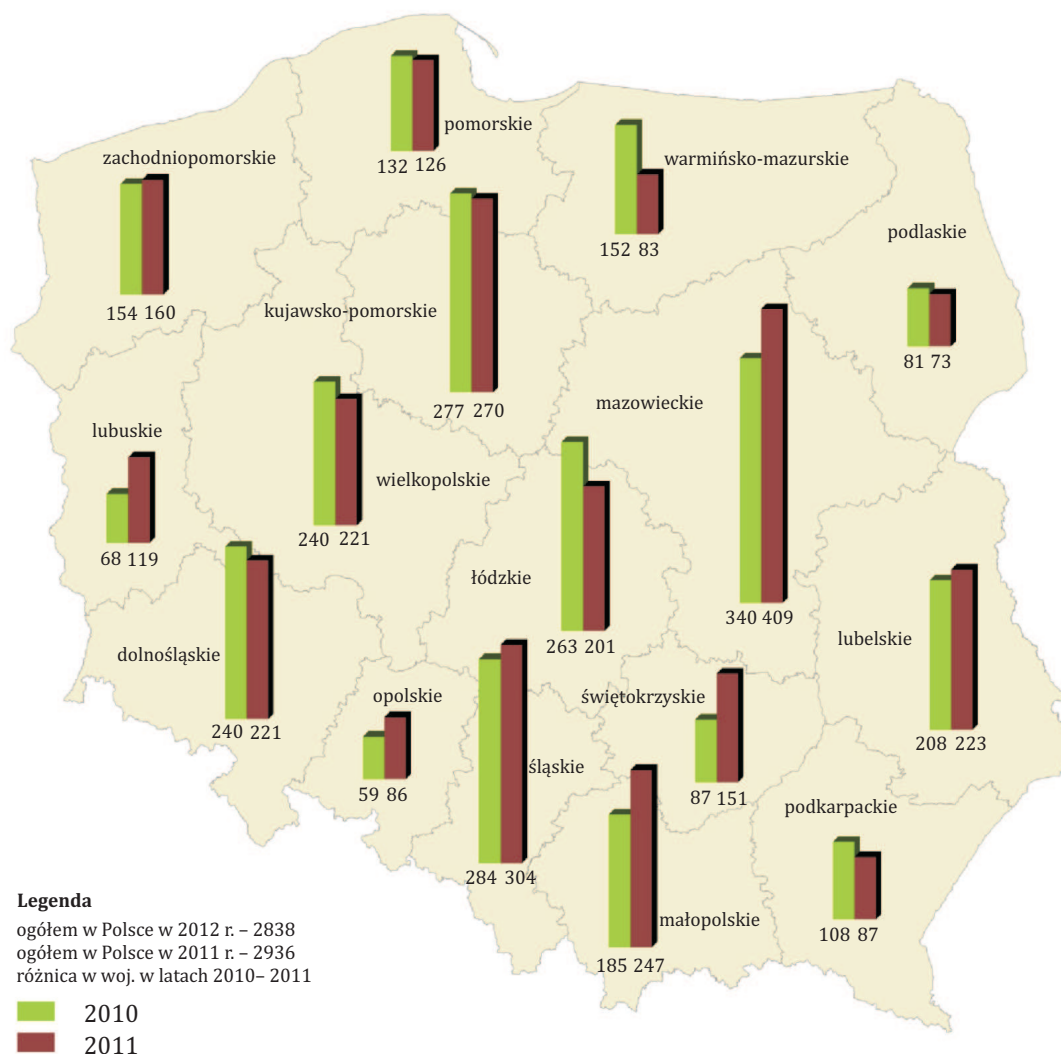 pomorskie
132 126
zachodniopomorskie
154 160
warmińsko-mazurskie
152 83
podlaskie
81 73
kujawsko-pomorskie
277 270
mazowieckie
340 409
lubuskie
68 119
wielkopolskie
240 221
łódzkie
263 201
lubelskie
208 223
dolnośląskie
240 221
opolskie
59 86
śląskie
284 304
świętokrzyskie
87 151
małopolskie
185 247
podkarpackie
108 87
Legenda
ogółem w Polsce w 2012 r. – 2838
ogółem w Polsce w 2011 r. – 2936
różnica w woj. w latach 2010– 2011
2010
2011